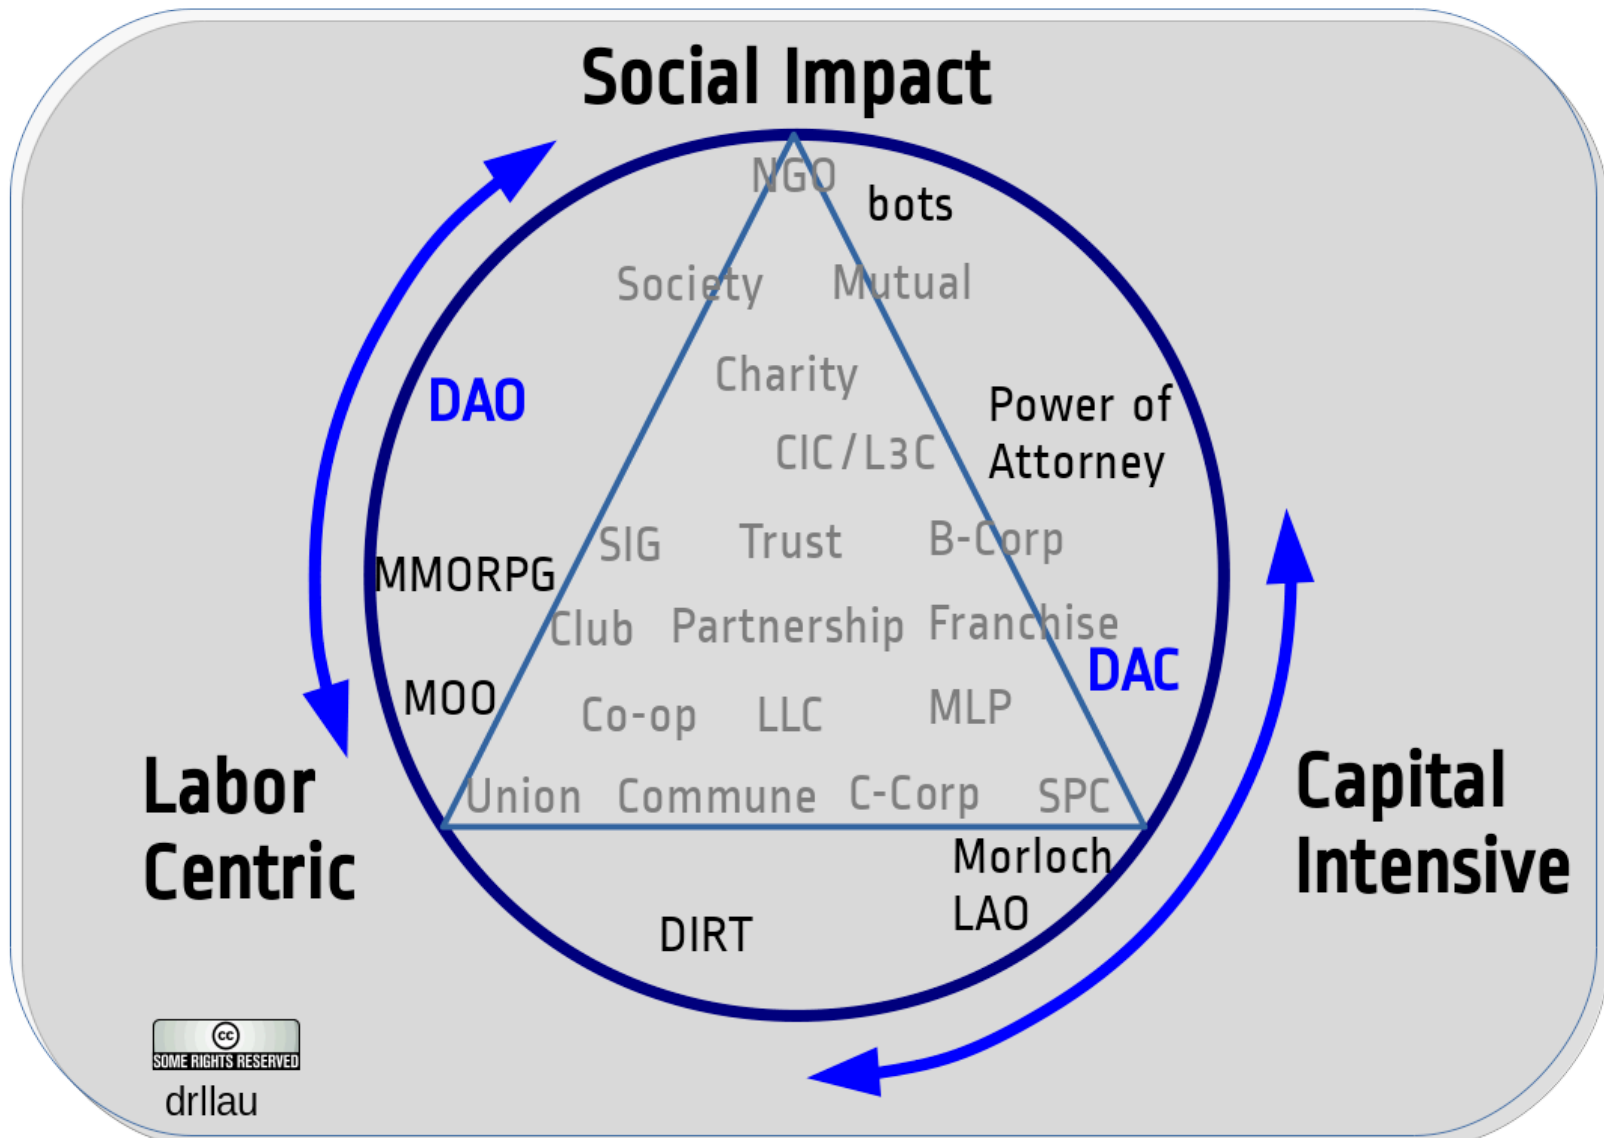 Social Impact
NGO
bots
Society
Mutual
Charity
DAO
Power of
Attorney
CIC/L3C
SIG
Trust
B-Corp
MMORPG
Club
Partnership
Franchise
DAC
MOO
Co-op
LLC
MLP
Labor
Centric
Capital
Intensive
Union
Commune
C-Corp
SPC
Morloch
LAO
DIRT
cc
SOME RIGHTS RESERVED
drllau